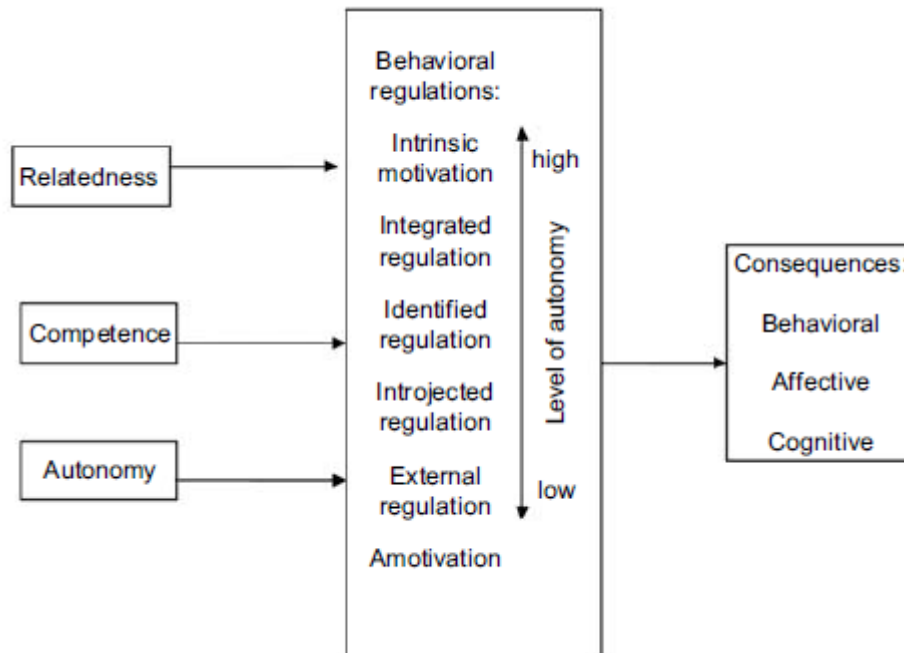 Relatedness
Competence
Autonomy
Behavioral
regulations:
Intrinsic
motivation
Integrated
regulation
Identified
regulation
Introjected
regulation
External
regulation
Amotivation
high
Level of autonomy
low
Consequences:
Behavioral
Affective
Cognitive